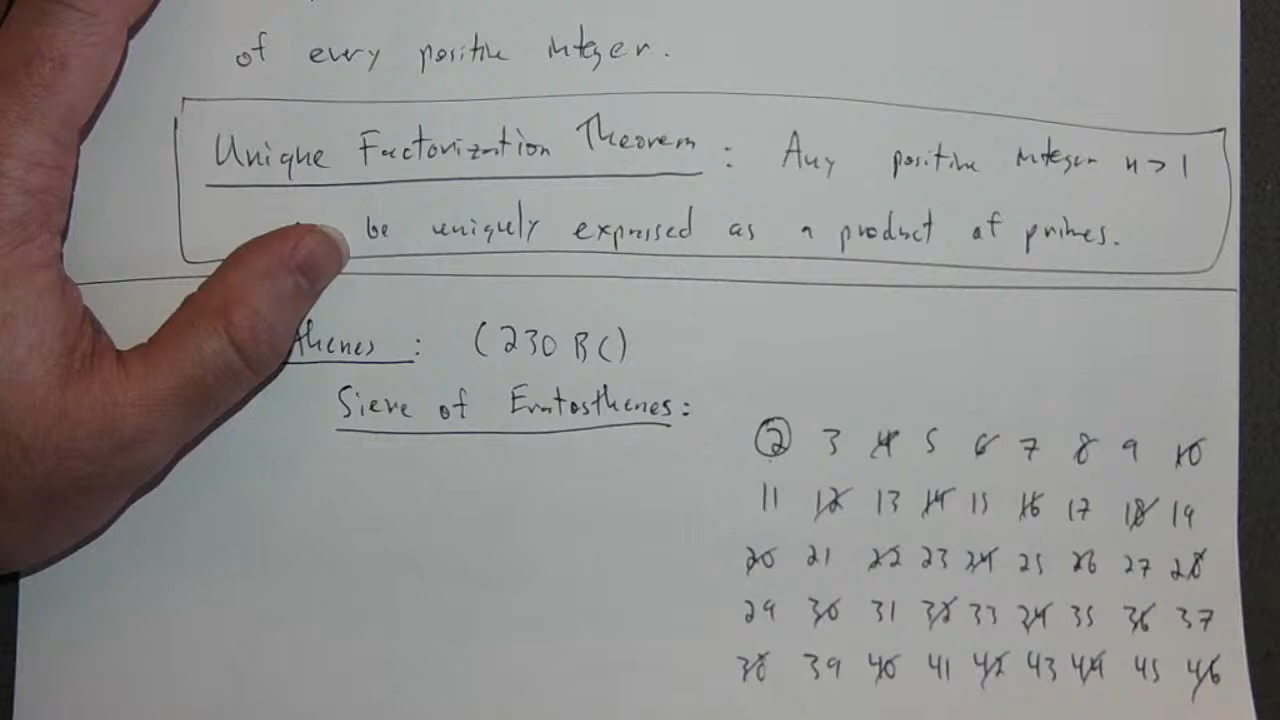 of every positive integer.
Unique Factorization Theorem : Any positive integer n > 1
be uniquely expressed as a product of primes.
thenes : (230 BC)
Sieve of Eratosthenes:
2 3 4 5 6 7 8 9 10
11 12 13 14 15 16 17 18 19
20 21 22 23 24 25 26 27 28
29 30 31 32 33 34 35 36 37
38 39 40 41 42 43 44 45 46